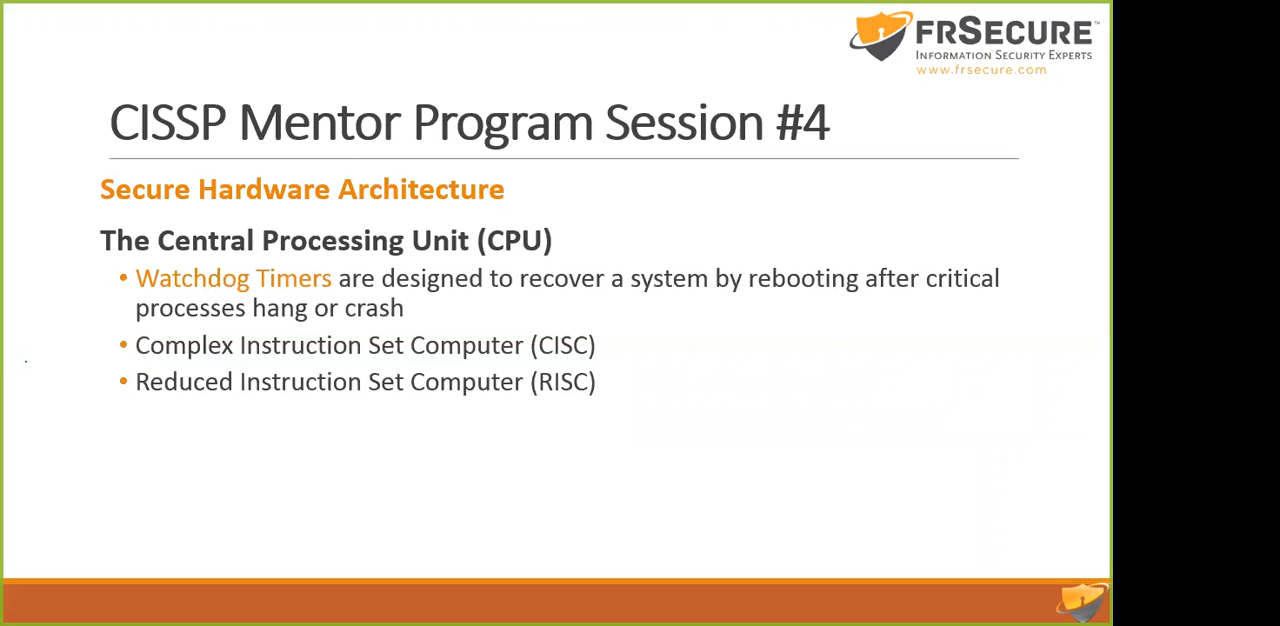 FRSECURE™
INFORMATION SECURITY EXPERTS
www.frsecure.com
CISSP Mentor Program Session #4
Secure Hardware Architecture
The Central Processing Unit (CPU)
• Watchdog Timers are designed to recover a system by rebooting after critical
processes hang or crash
• Complex Instruction Set Computer (CISC)
• Reduced Instruction Set Computer (RISC)